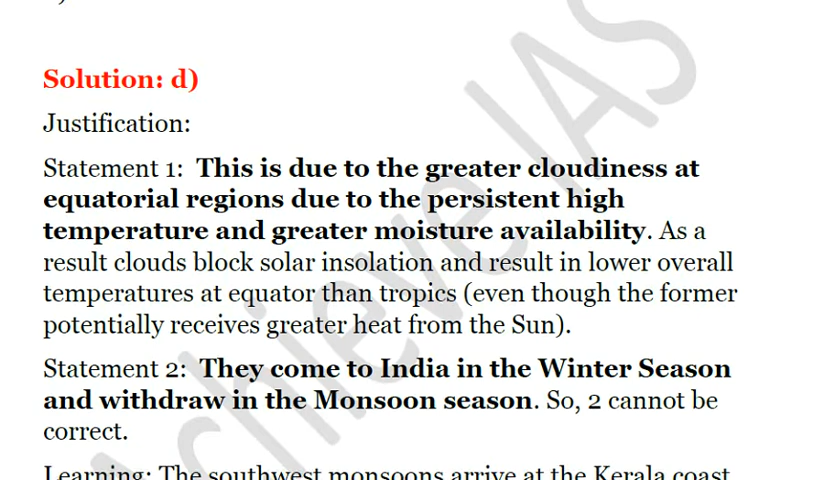 Solution: d)
Justification:
Statement 1: This is due to the greater cloudiness at
equatorial regions due to the persistent high
temperature and greater moisture availability. As a
result clouds block solar insolation and result in lower overall
temperatures at equator than tropics (even though the former
potentially receives greater heat from the Sun).
Statement 2: They come to India in the Winter Season
and withdraw in the Monsoon season. So, 2 cannot be
correct.
Learning: The southwest monsoons arrive at the Kerala coast
Achieve IAS